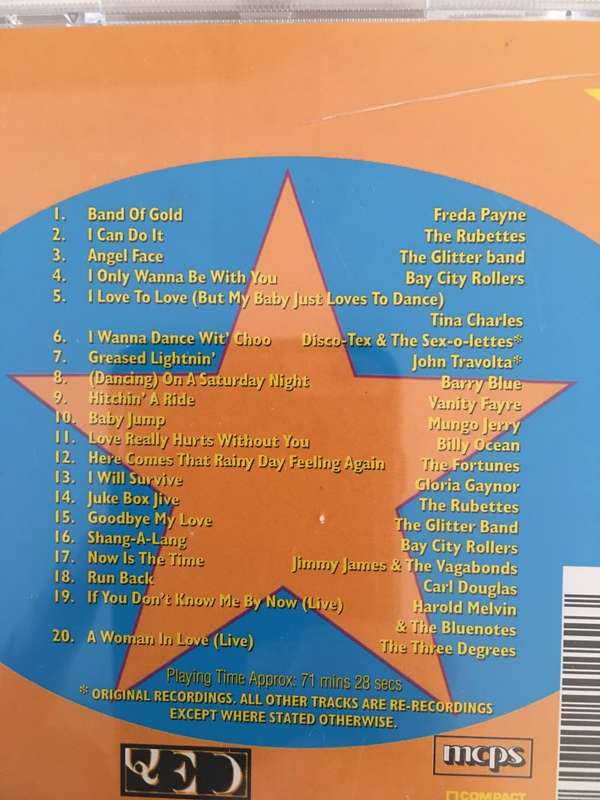 1. Band Of Gold Freda Payne
2. I Can Do It The Rubettes
3. Angel Face The Glitter band
4. I Only Wanna Be With You Bay City Rollers
5. I Love To Love (But My Baby Just Loves To Dance)
Tina Charles
6. I Wanna Dance Wit' Choo Disco-Tex & The Sex-o-lettes*
7. Greased Lightnin' John Travolta*
8. (Dancing) On A Saturday Night Barry Blue
9. Hitchin' A Ride Vanity Fayre
10. Baby Jump Mungo Jerry
11. Love Really Hurts Without You Billy Ocean
12. Here Comes That Rainy Day Feeling Again The Fortunes
13. I Will Survive Gloria Gaynor
14. Juke Box Jive The Rubettes
15. Goodbye My Love The Glitter Band
16. Shang-A-Lang Bay City Rollers
17. Now Is The Time Jimmy James & The Vagabonds
18. Run Back Carl Douglas
19. If You Don't Know Me By Now (Live) Harold Melvin
& The Bluenotes
20. A Woman In Love (Live) The Three Degrees
Playing Time Approx: 71 mins 28 secs
* ORIGINAL RECORDINGS. ALL OTHER TRACKS ARE RE-RECORDINGS
EXCEPT WHERE STATED OTHERWISE.
QED mcps
COMPACT